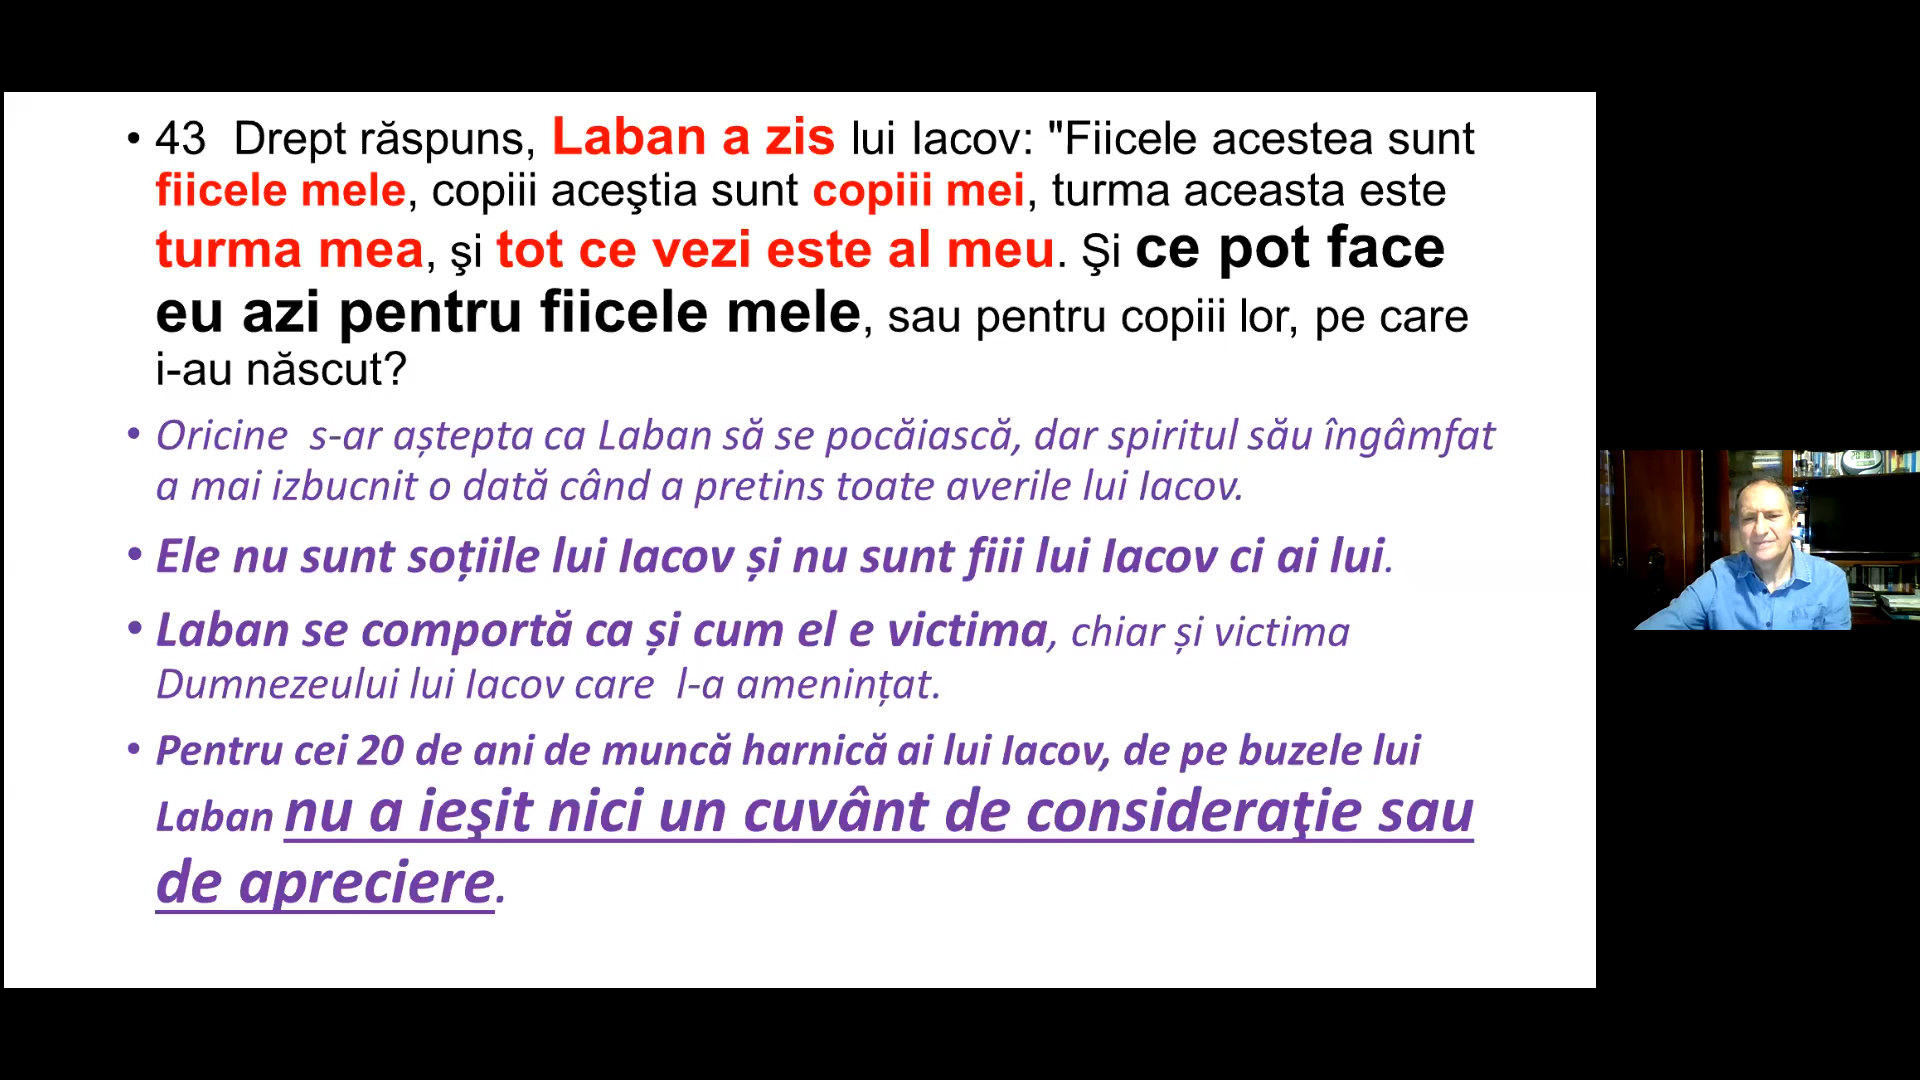 • 43 Drept răspuns, Laban a zis lui Iacov: "Fiicele acestea sunt
fiicele mele, copiii aceştia sunt copiii mei, turma aceasta este
turma mea, şi tot ce vezi este al meu. Şi ce pot face
eu azi pentru fiicele mele, sau pentru copiii lor, pe care
i-au născut?
• Oricine s-ar aștepta ca Laban să se pocăiască, dar spiritul său îngâmfat
a mai izbucnit o dată când a pretins toate averile lui Iacov.
• Ele nu sunt soțiile lui Iacov și nu sunt fiii lui Iacov ci ai lui.
• Laban se comportă ca și cum el e victima, chiar și victima
Dumnezeului lui Iacov care l-a amenințat.
• Pentru cei 20 de ani de muncă harnică ai lui Iacov, de pe buzele lui
Laban nu a ieşit nici un cuvânt de consideraţie sau
de apreciere.